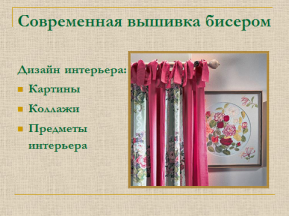 Современная вышивка бисером
Дизайн интерьера:
Картины
Коллажи
Предметы
интерьера